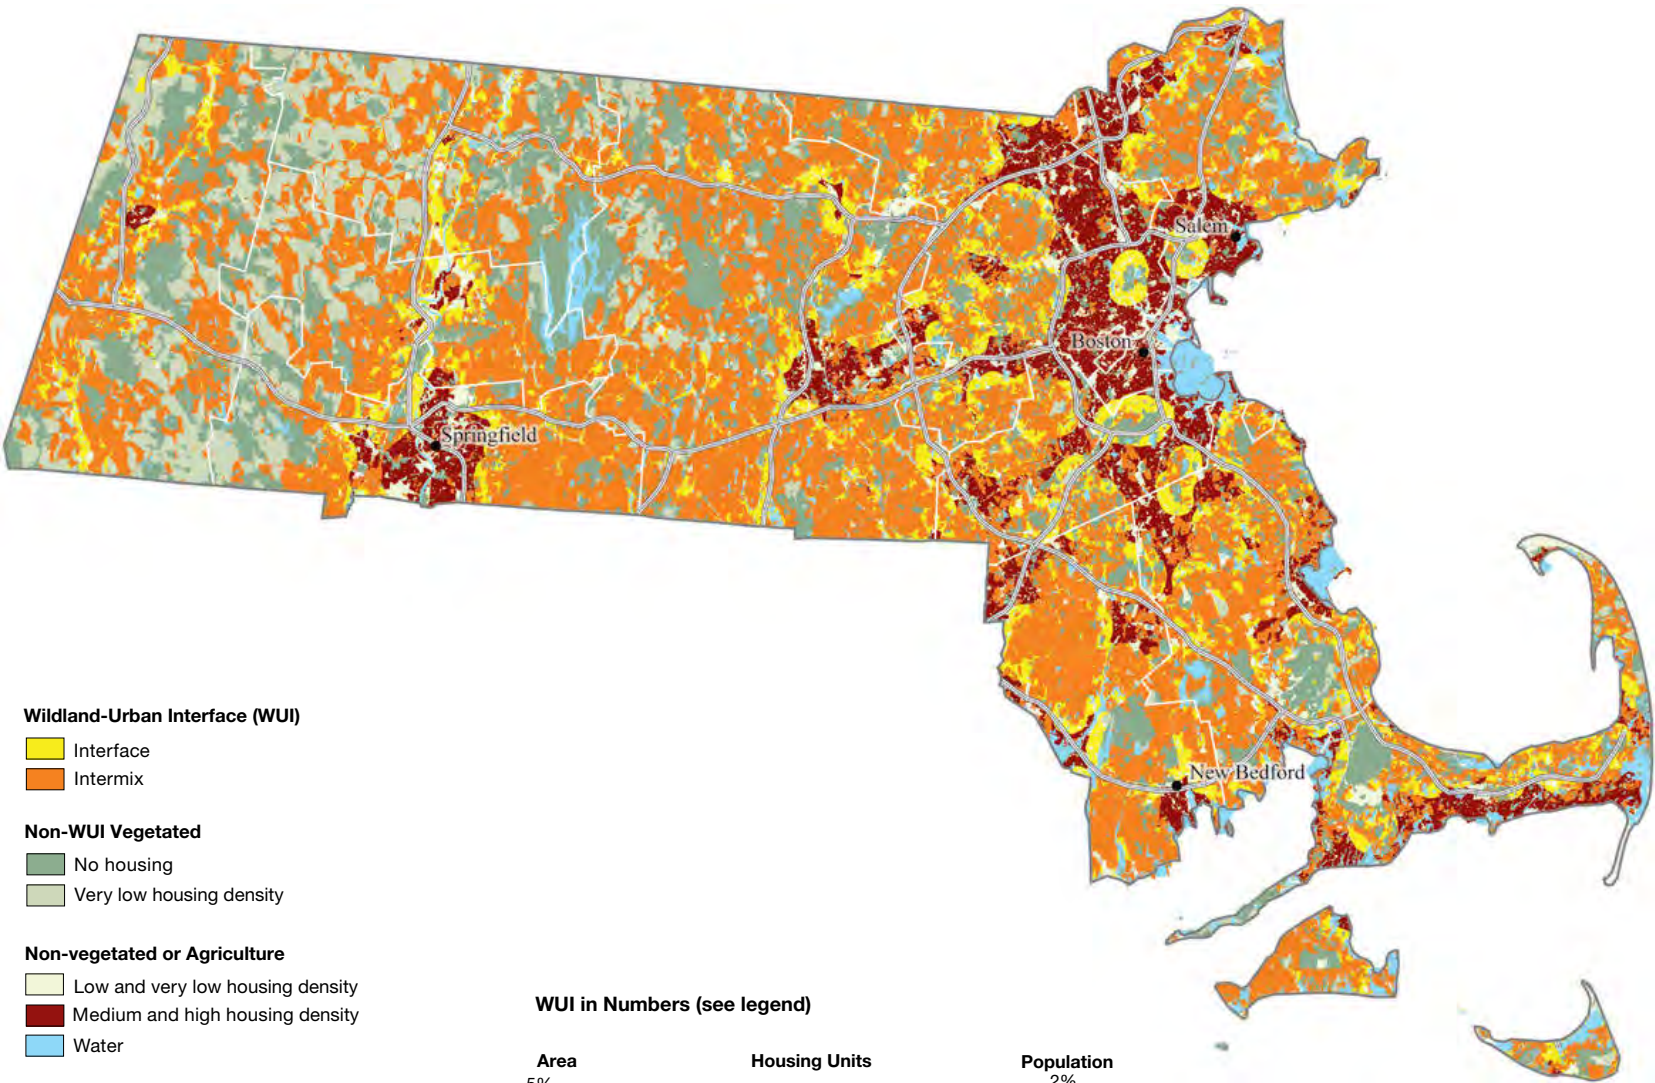 Salem
Boston
Springfield
New Bedford
Wildland-Urban Interface (WUI)
Interface
Intermix
Non-WUI Vegetated
No housing
Very low housing density
Non-vegetated or Agriculture
Low and very low housing density
Medium and high housing density
Water
WUI in Numbers (see legend)
Area
Housing Units
Population
5%
2%